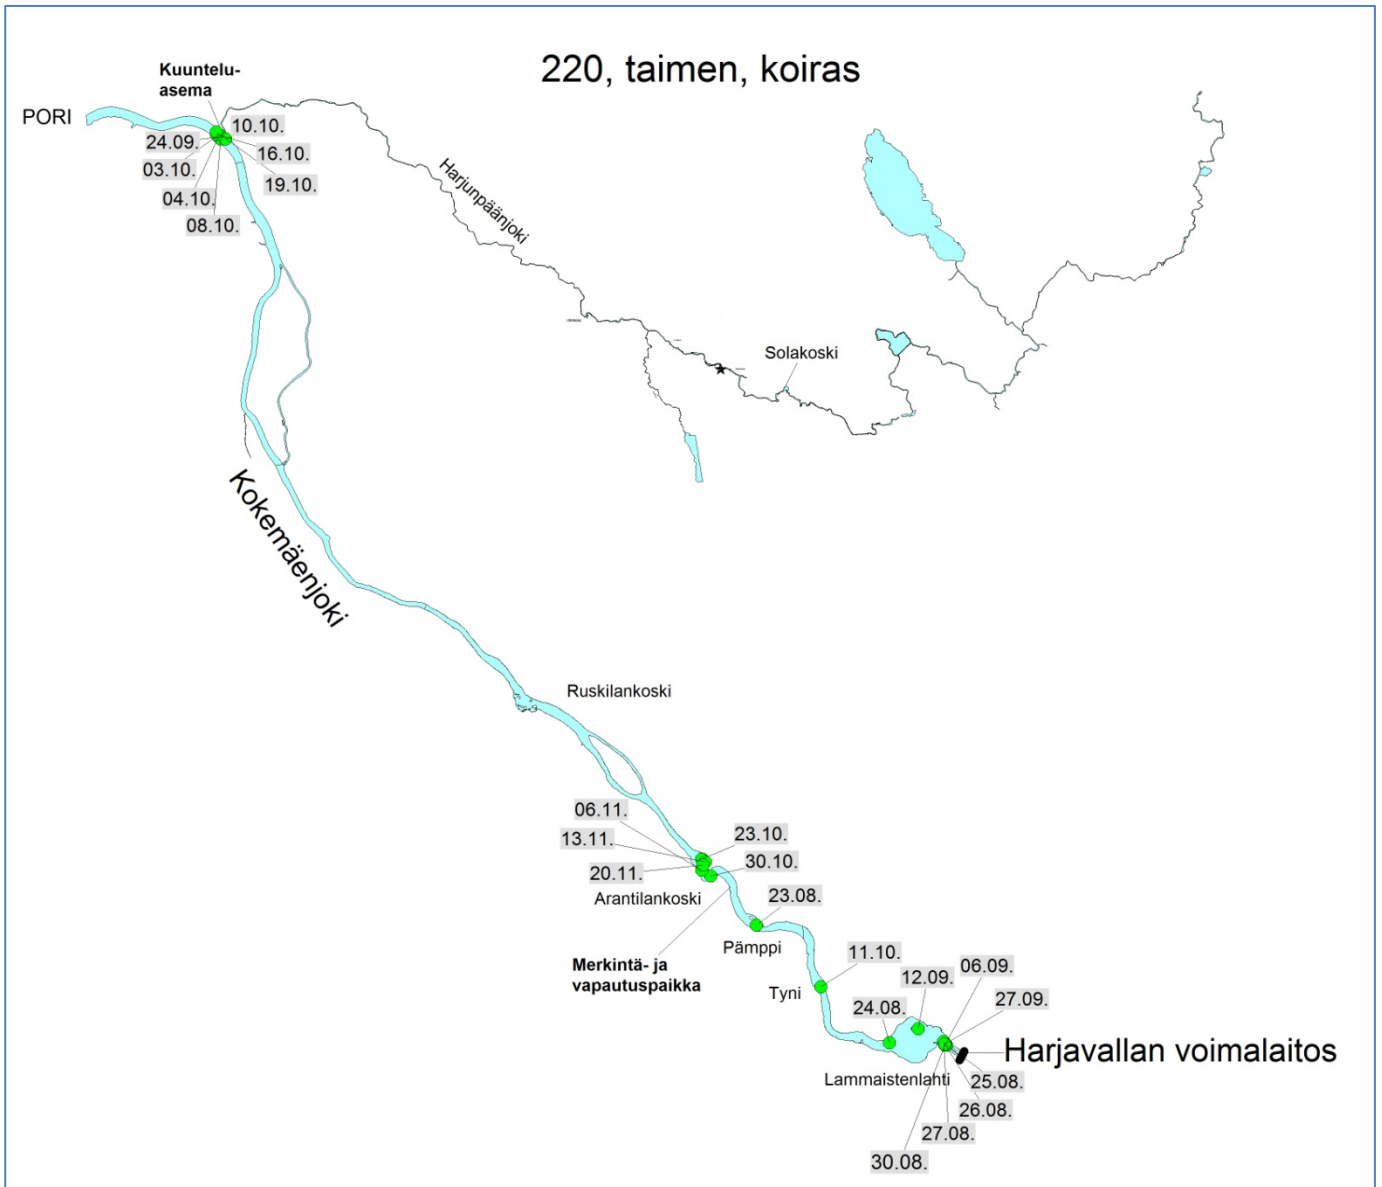 220, taimen, koiras
Kuuntelu-
asema
PORI
10.10.
24.09.
16.10.
03.10.
19.10.
04.10.
08.10.
Harjunpäänjoki
Solakoski
Kokemäenjoki
Ruskilankoski
06.11.
23.10.
13.11.
30.10.
20.11.
Arantilankoski
23.08.
Pämppi
Merkintä- ja
vapautuspaikka
11.10.
06.09.
12.09.
Tyni
27.09.
24.08.
Harjavallan voimalaitos
Lammaistenlahti
25.08.
26.08.
27.08.
30.08.